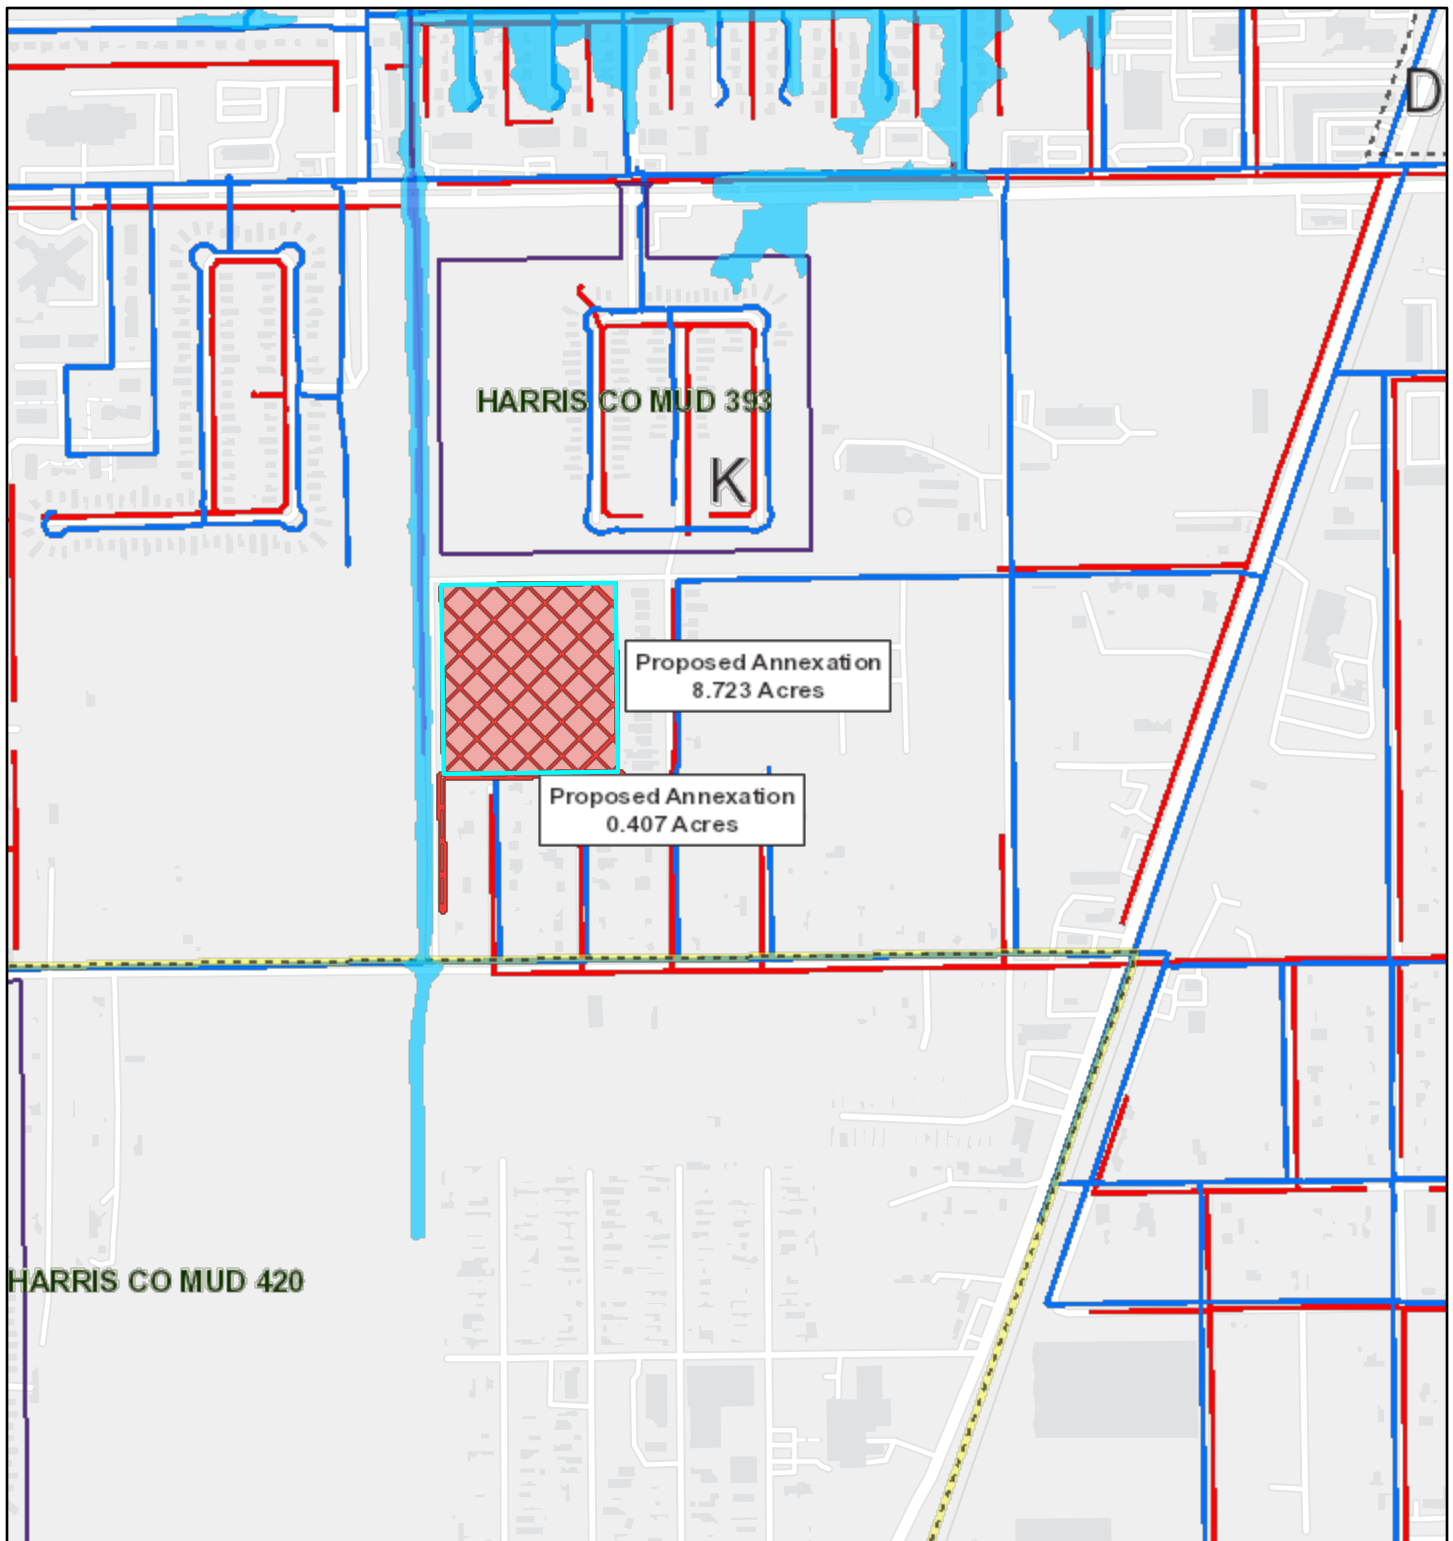 D
HARRIS CO MUD 393
K
Proposed Annexation
8.723 Acres
Proposed Annexation
0.407 Acres
HARRIS CO MUD 420